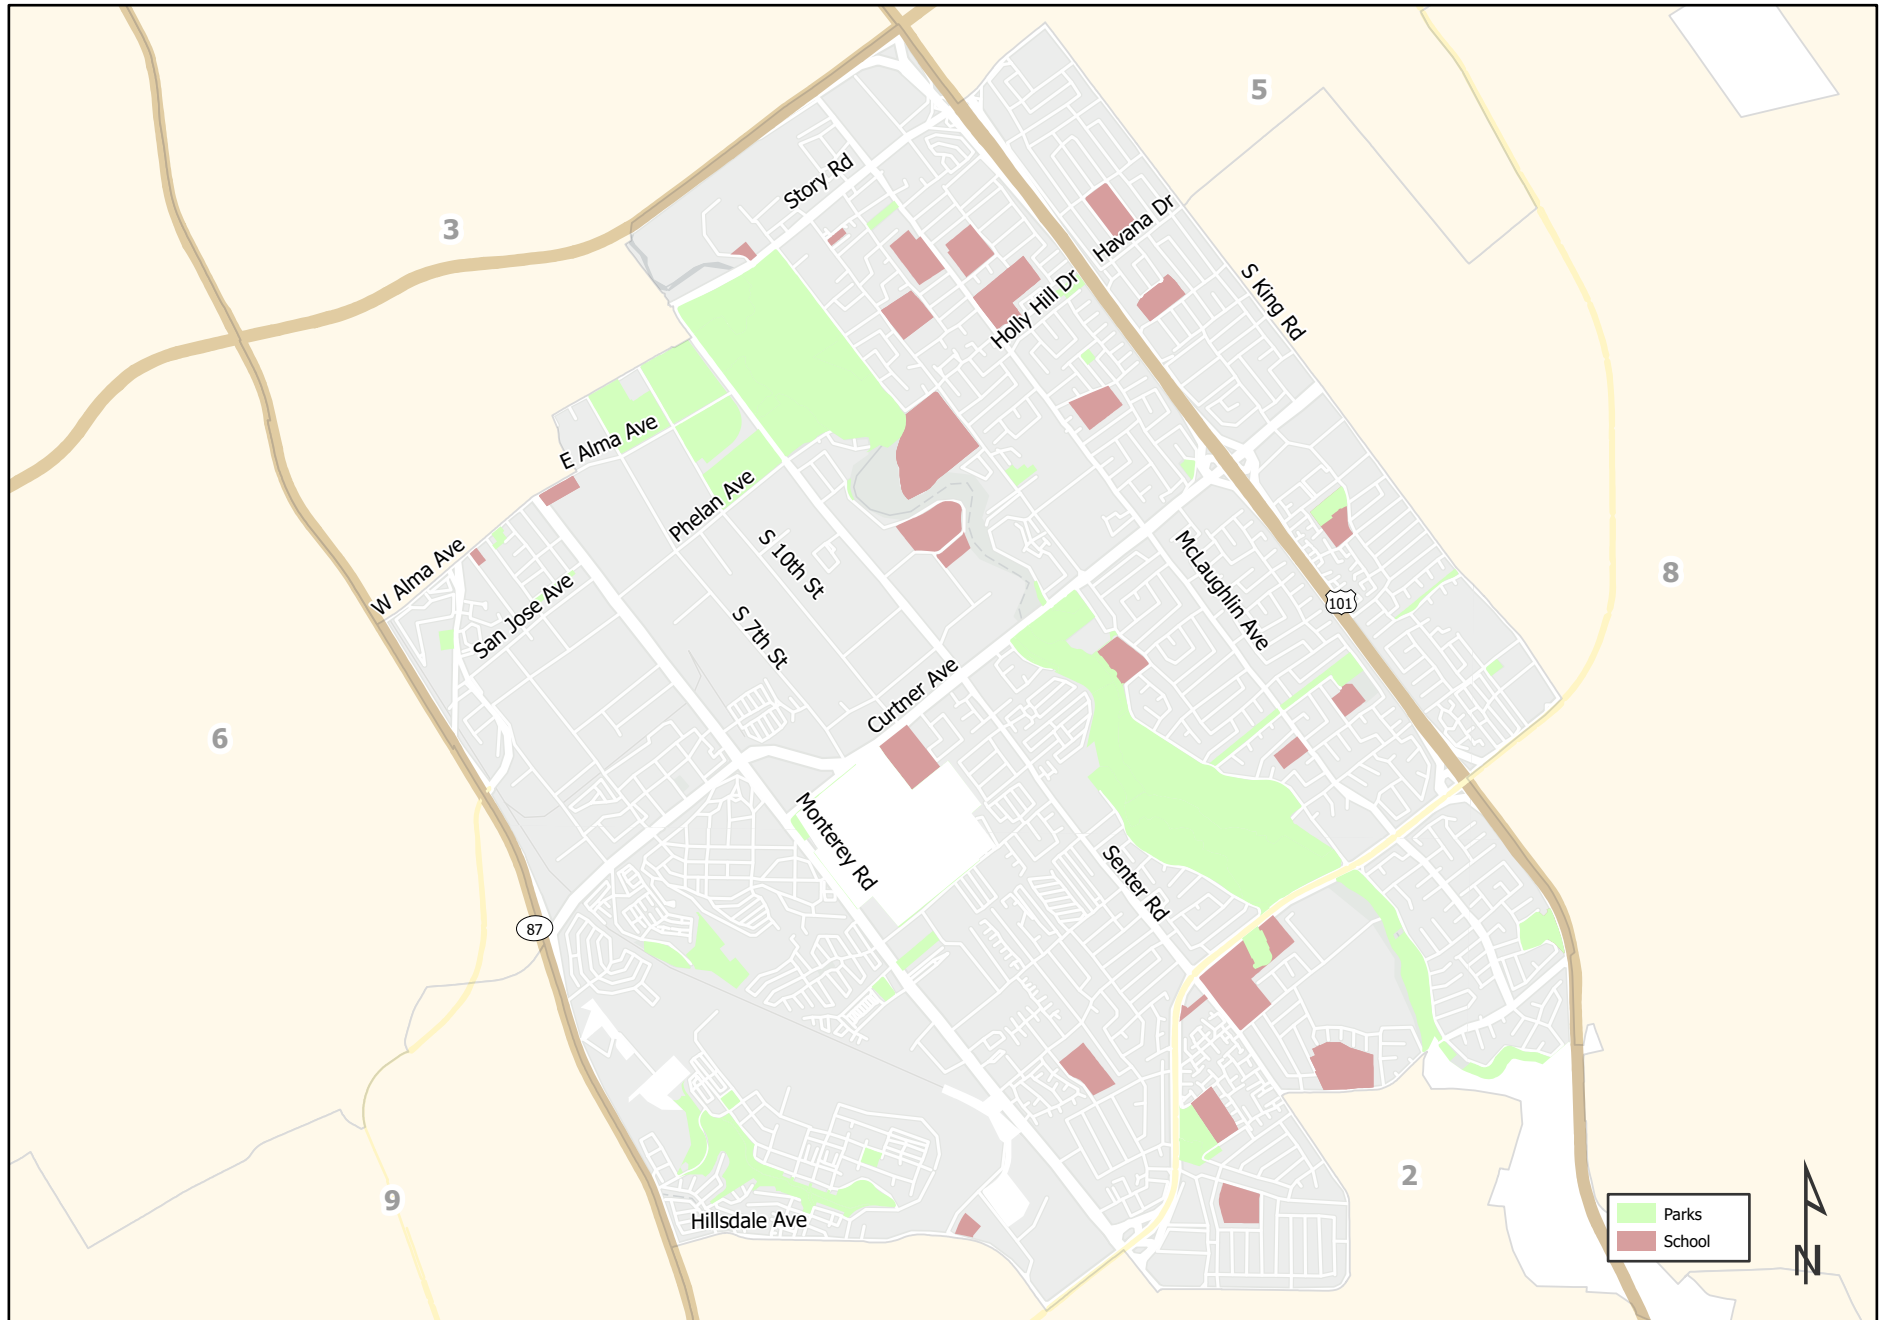 5
Story Rd
Havana Dr
3
S King Rd
Holly Hill Dr
E Alma Ave
Phelan Ave
S 10th St
W Alma Ave
McLaughlin Ave
8
San Jose Ave
101
S 7th St
Curtner Ave
6
Monterey Rd
Senter Rd
87
2
9
Hillsdale Ave
Parks
School
N